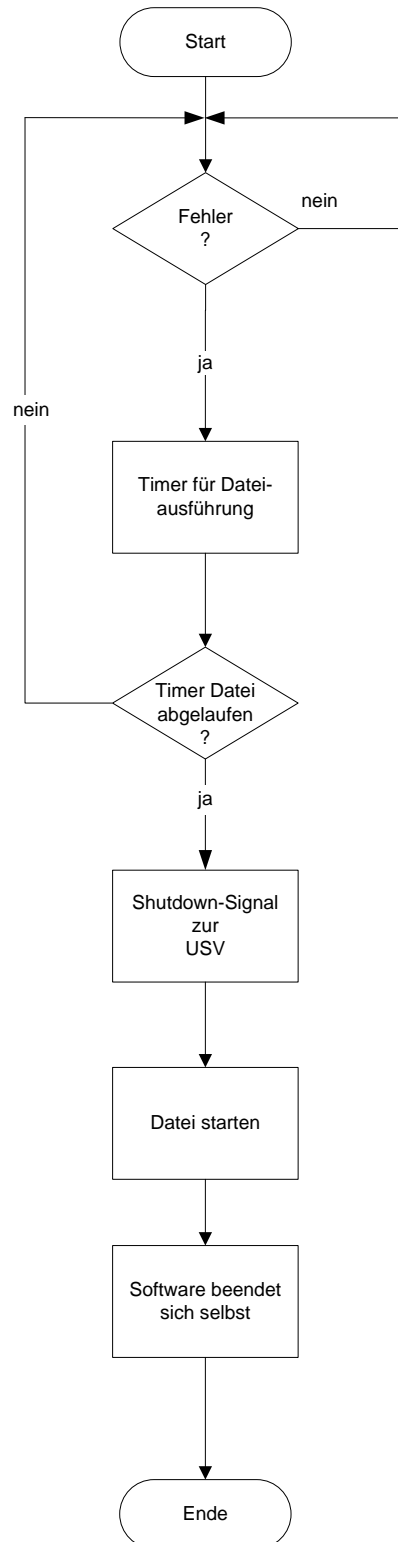 Start
Fehler
?
nein
ja
nein
Timer für Datei-
ausführung
Timer Datei
abgelaufen
?
ja
Shutdown-Signal
zur
USV
Datei starten
Software beendet
sich selbst
Ende